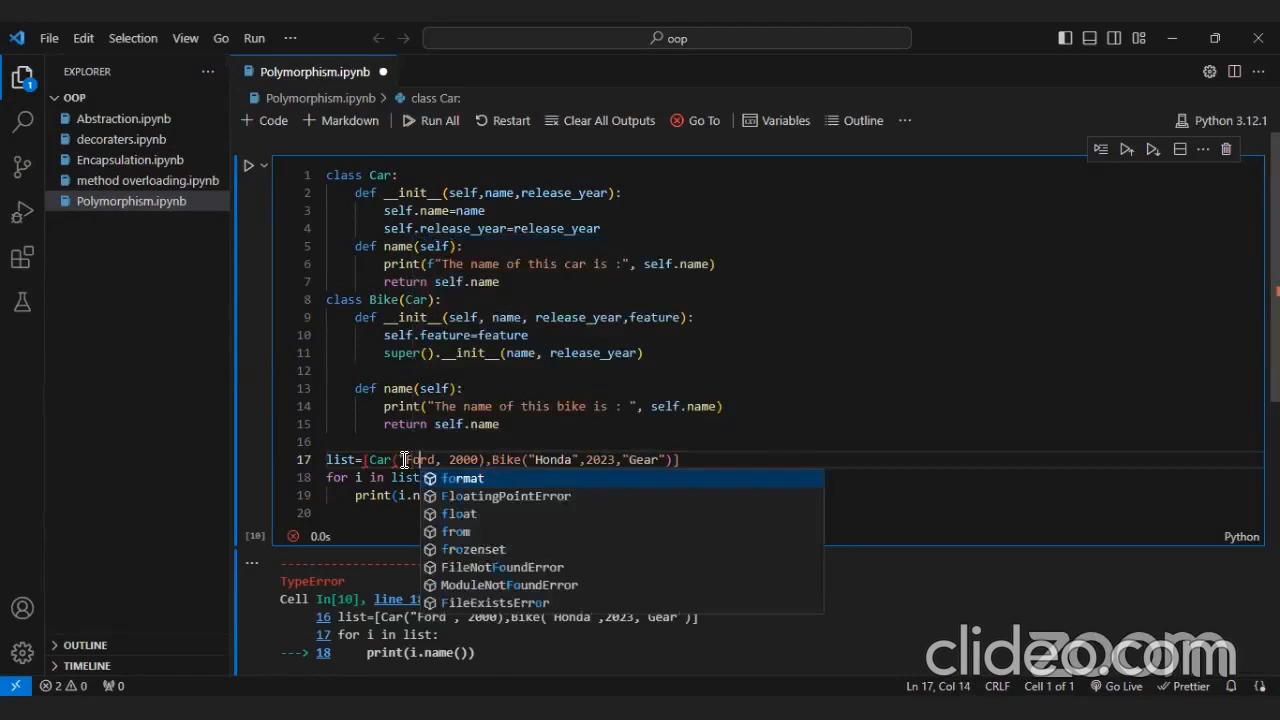 File Edit Selection View Go Run ··· oop
EXPLORER ···
Polymorphism.ipynb
OOP
Polymorphism.ipynb > class Car:
Abstraction.ipynb
decoraters.ipynb
Encapsulation.ipynb
method overloading.ipynb
Polymorphism.ipynb
+ Code + Markdown Run All Restart Clear All Outputs Go To Variables Outline ··· Python 3.12.1
1 class Car:
2 def __init__(self,name,release_year):
3 self.name=name
4 self.release_year=release_year
5 def name(self):
6 print(f"The name of this car is :", self.name)
7 return self.name
8 class Bike(Car):
9 def __init__(self, name, release_year,feature):
10 self.feature=feature
11 super().__init__(name, release_year)
12
13 def name(self):
14 print("The name of this bike is : ", self.name)
15 return self.name
16
17 list=[Car( Ford, 2000),Bike("Honda",2023,"Gear")]
18 for i in list
19 print(i.n
20
format
FloatingPointError
float
from
frozenset
FileNotFoundError
ModuleNotFoundError
FileExistsError
[10] 0.0s Python
···
TypeError
Cell In[10], line 18
16 list=[Car("Ford", 2000),Bike("Honda",2023,"Gear")]
17 for i in list:
---> 18 print(i.name())
OUTLINE
TIMELINE
clideo.com
zoom
1
2 0 0 Ln 17, Col 14 CRLF Cell 1 of 1 Go Live Prettier